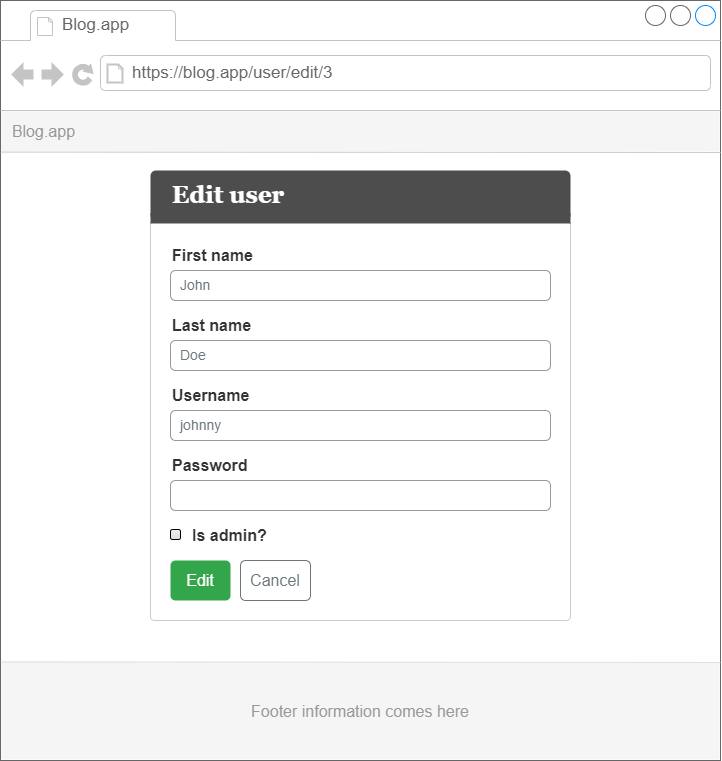 Blog.app
https://blog.app/user/edit/3
Blog.app
Edit user
First name
John
Last name
Doe
Username
johnny
Password
Is admin?
Edit Cancel
Footer information comes here